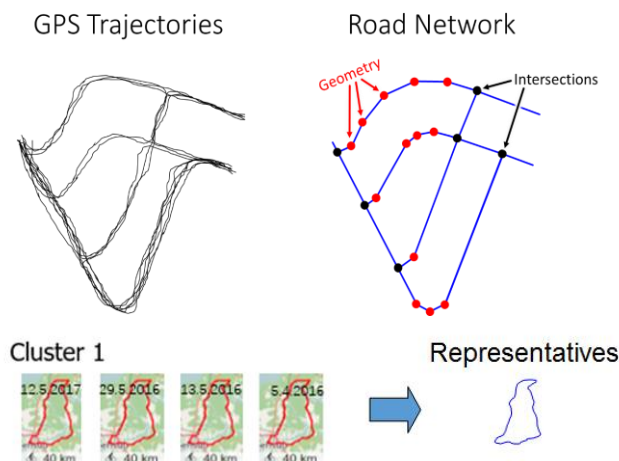 GPS Trajectories
Road Network
Geometry
Intersections
Cluster 1
Representatives
12.5.2017
29.5.2016
13.5.2016
5.4.2016
40 km
40 km
40 km
40 km